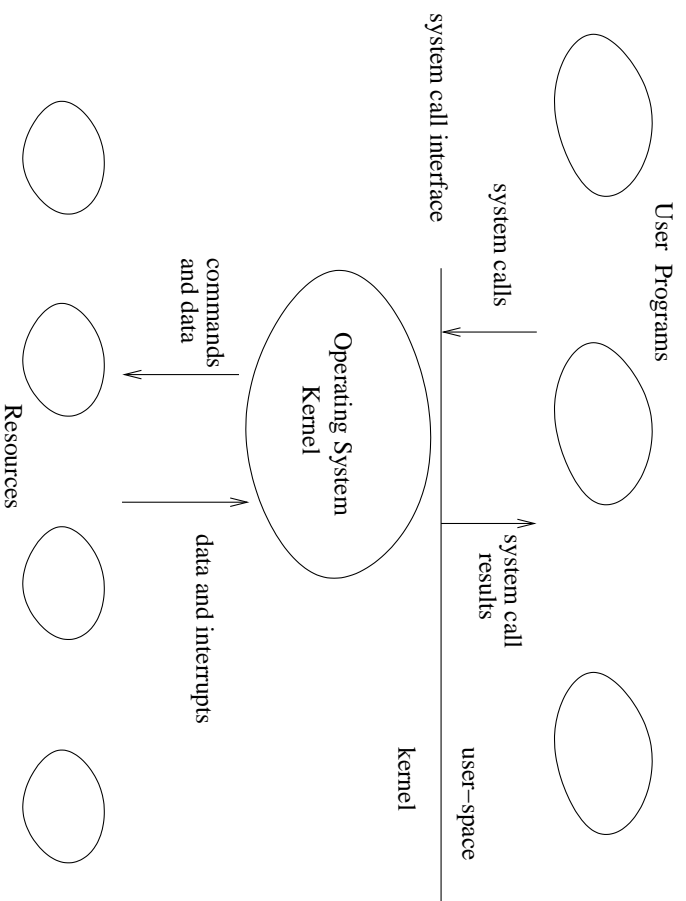 User Programs
system calls
system call
results
system call interface
user−space
kernel
Operating System
Kernel
commands
and data
data and interrupts
Resources